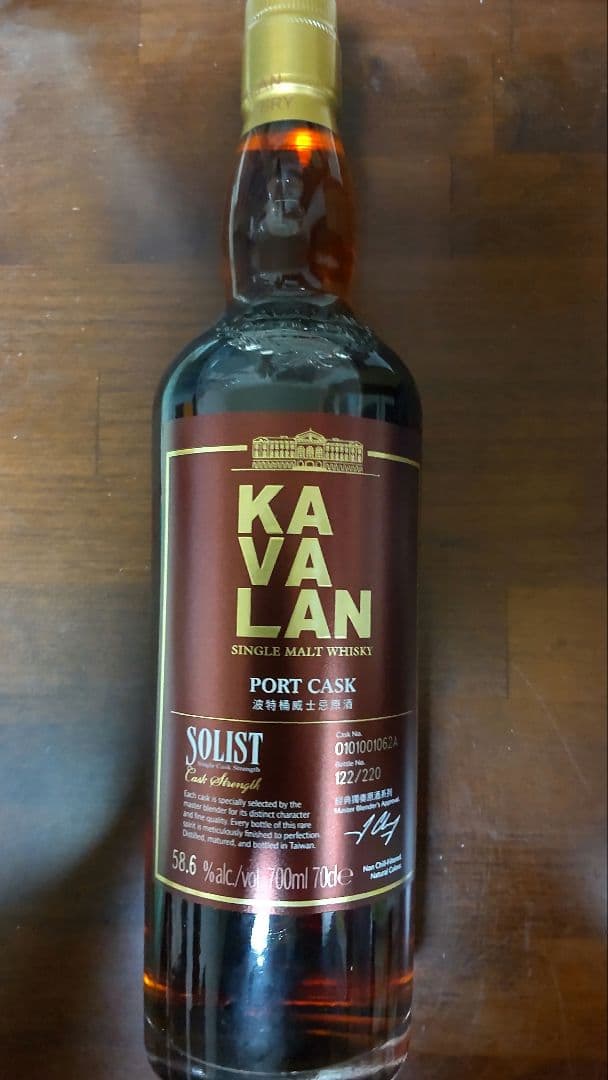 KA
VA
LAN
SINGLE MALT WHISKY
PORT CASK
波特桶威士忌原酒
SOLIST
Single Cask Strength
Cask Strength
Each cask is specially selected by the
master blender for its distinct character
and fine quality. Every bottle of this rare
spirit is meticulously finished to perfection.
Distilled, matured, and bottled in Taiwan.
Cask No.
0101001062A
Bottle No.
122/220
經典獨奏原酒系列
Master Blender's Approval,
Non Chill-Filtered,
Natural Colour.
58.6 %alc./vol 700ml 70cl e